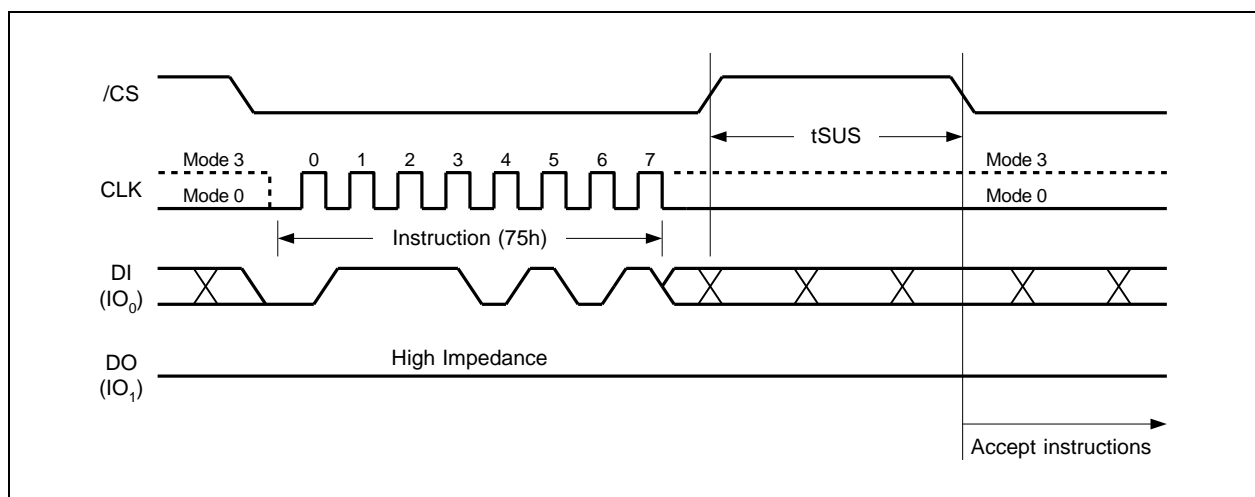 /CS
tSUS
0 1 2 3 4 5 6 7
Mode 3
Mode 3
CLK
Mode 0
Mode 0
Instruction (75h)
DI
(IO0)
High Impedance
DO
(IO1)
Accept instructions